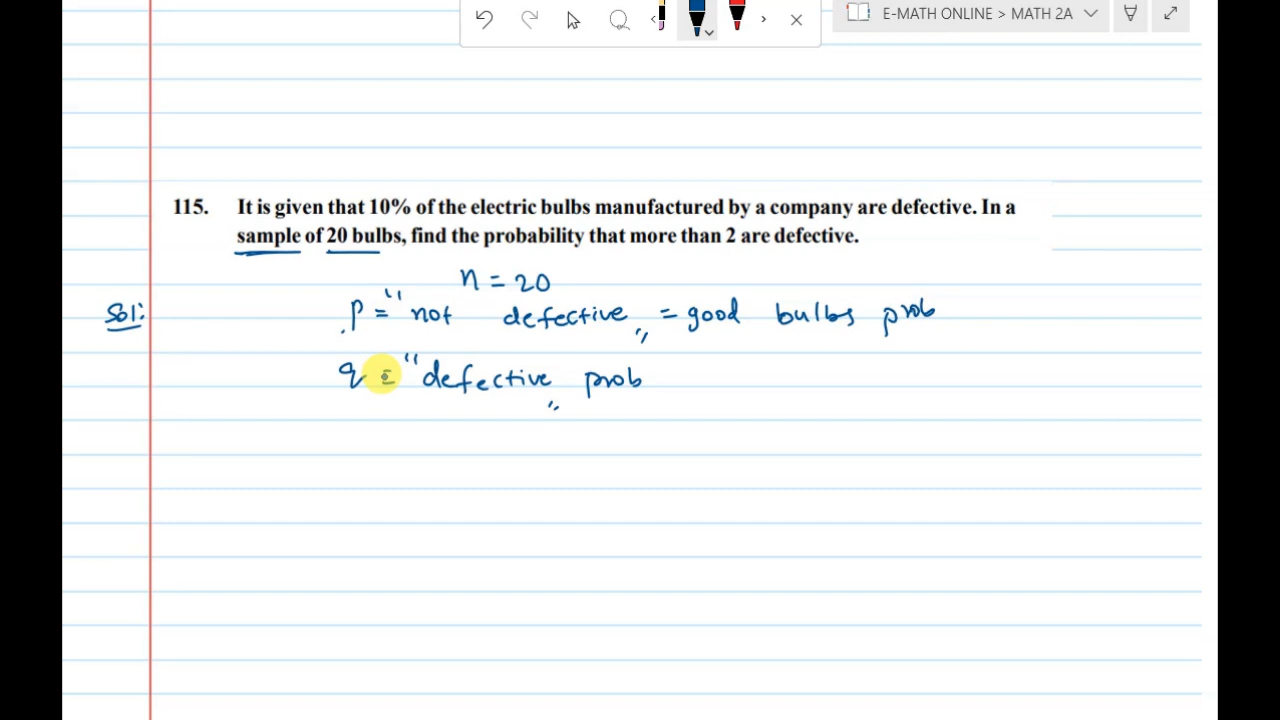 E-MATH ONLINE > MATH 2A
115. It is given that 10% of the electric bulbs manufactured by a company are defective. In a
sample of 20 bulbs, find the probability that more than 2 are defective.
n = 20
Sol: p = "not defective" = good bulbs prob
q = "defective" prob